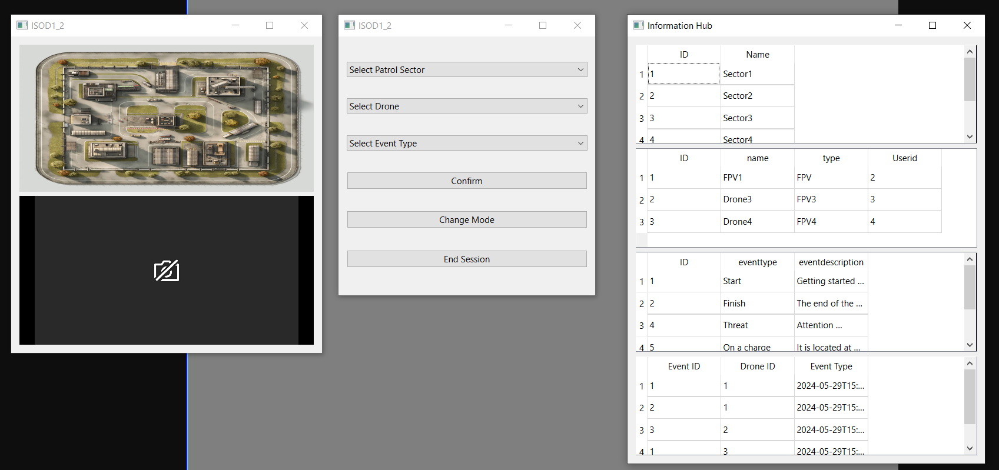 ISOD1_2
ISOD1_2
Select Patrol Sector
Select Drone
Select Event Type
Confirm
Change Mode
End Session
Information Hub
ID Name
1 1 Sector1
2 2 Sector2
3 3 Sector3
4 4 Sector4
ID name type Userid
1 1 FPV1 FPV 2
2 2 Drone3 FPV3 3
3 3 Drone4 FPV4 4
ID eventtype eventdescription
1 1 Start Getting started ...
2 2 Finish The end of the ...
3 4 Threat Attention ...
4 5 On a charge It is located at ...
Event ID Drone ID Event Type
1 1 1 2024-05-29T15:...
2 2 1 2024-05-29T15:...
3 3 2 2024-05-29T15:...
4 1 3 2024-05-29T15:...